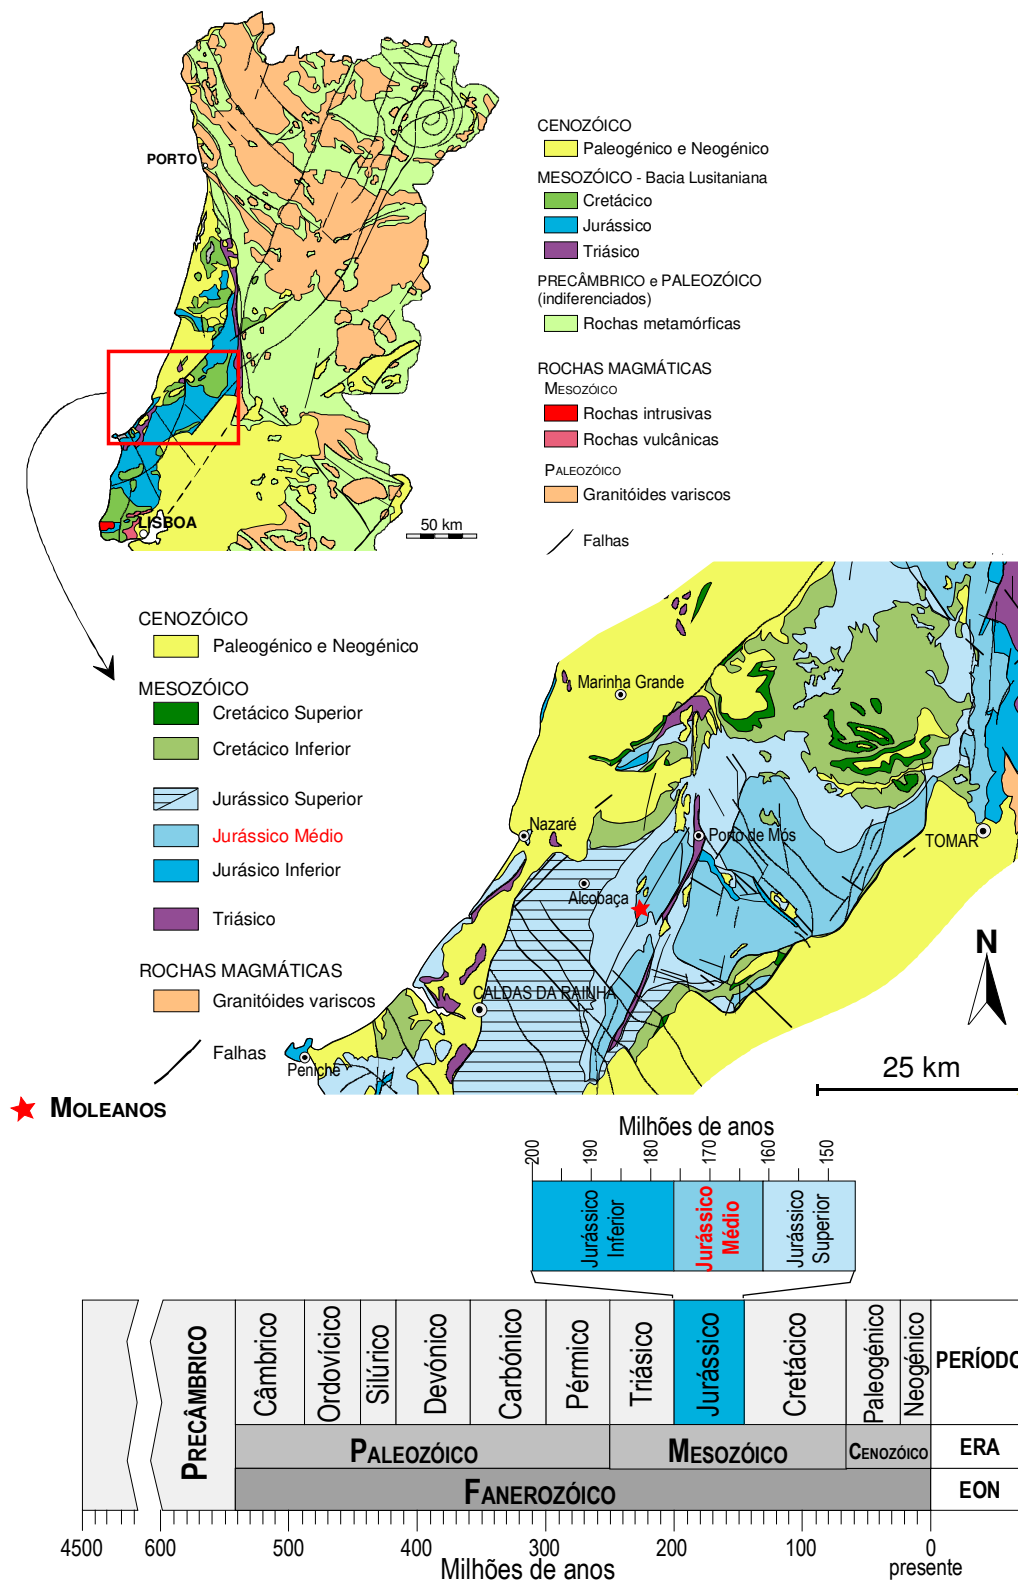 PORTO
LISBOA
50 km
CENOZÓICO
Paleogénico e Neogénico
MESOZÓICO - Bacia Lusitaniana
Cretácico
Jurássico
Triásico
PRECÂMBRICO e PALEOZÓICO
(indiferenciados)
Rochas metamórficas
ROCHAS MAGMÁTICAS
MESOZÓICO
Rochas intrusivas
Rochas vulcânicas
PALEOZÓICO
Granitóides variscos
Falhas
CENOZÓICO
Paleogénico e Neogénico
MESOZÓICO
Cretácico Superior
Cretácico Inferior
Jurássico Superior
Jurássico Médio
Jurásico Inferior
Triásico
ROCHAS MAGMÁTICAS
Granitóides variscos
Falhas
MOLEANOS
Marinha Grande
Nazaré
Porto de Mós
TOMAR
Alcobaça
CALDAS DA RAINHA
Peniche
N
25 km
Milhões de anos
200 190 180 170 160 150
Jurássico
Inferior
Jurássico
Médio
Jurássico
Superior
PRECÂMBRICO
Câmbrico
Ordovícico
Silúrico
Devónico
Carbónico
Pérmico
Triásico
Jurássico
Cretácico
Paleogénico
Neogénico
PERÍODO
PALEOZÓICO
MESOZÓICO
CENOZÓICO
ERA
FANEROZÓICO
EON
4500 600 500 400 300 200 100 0
Milhões de anos
presente